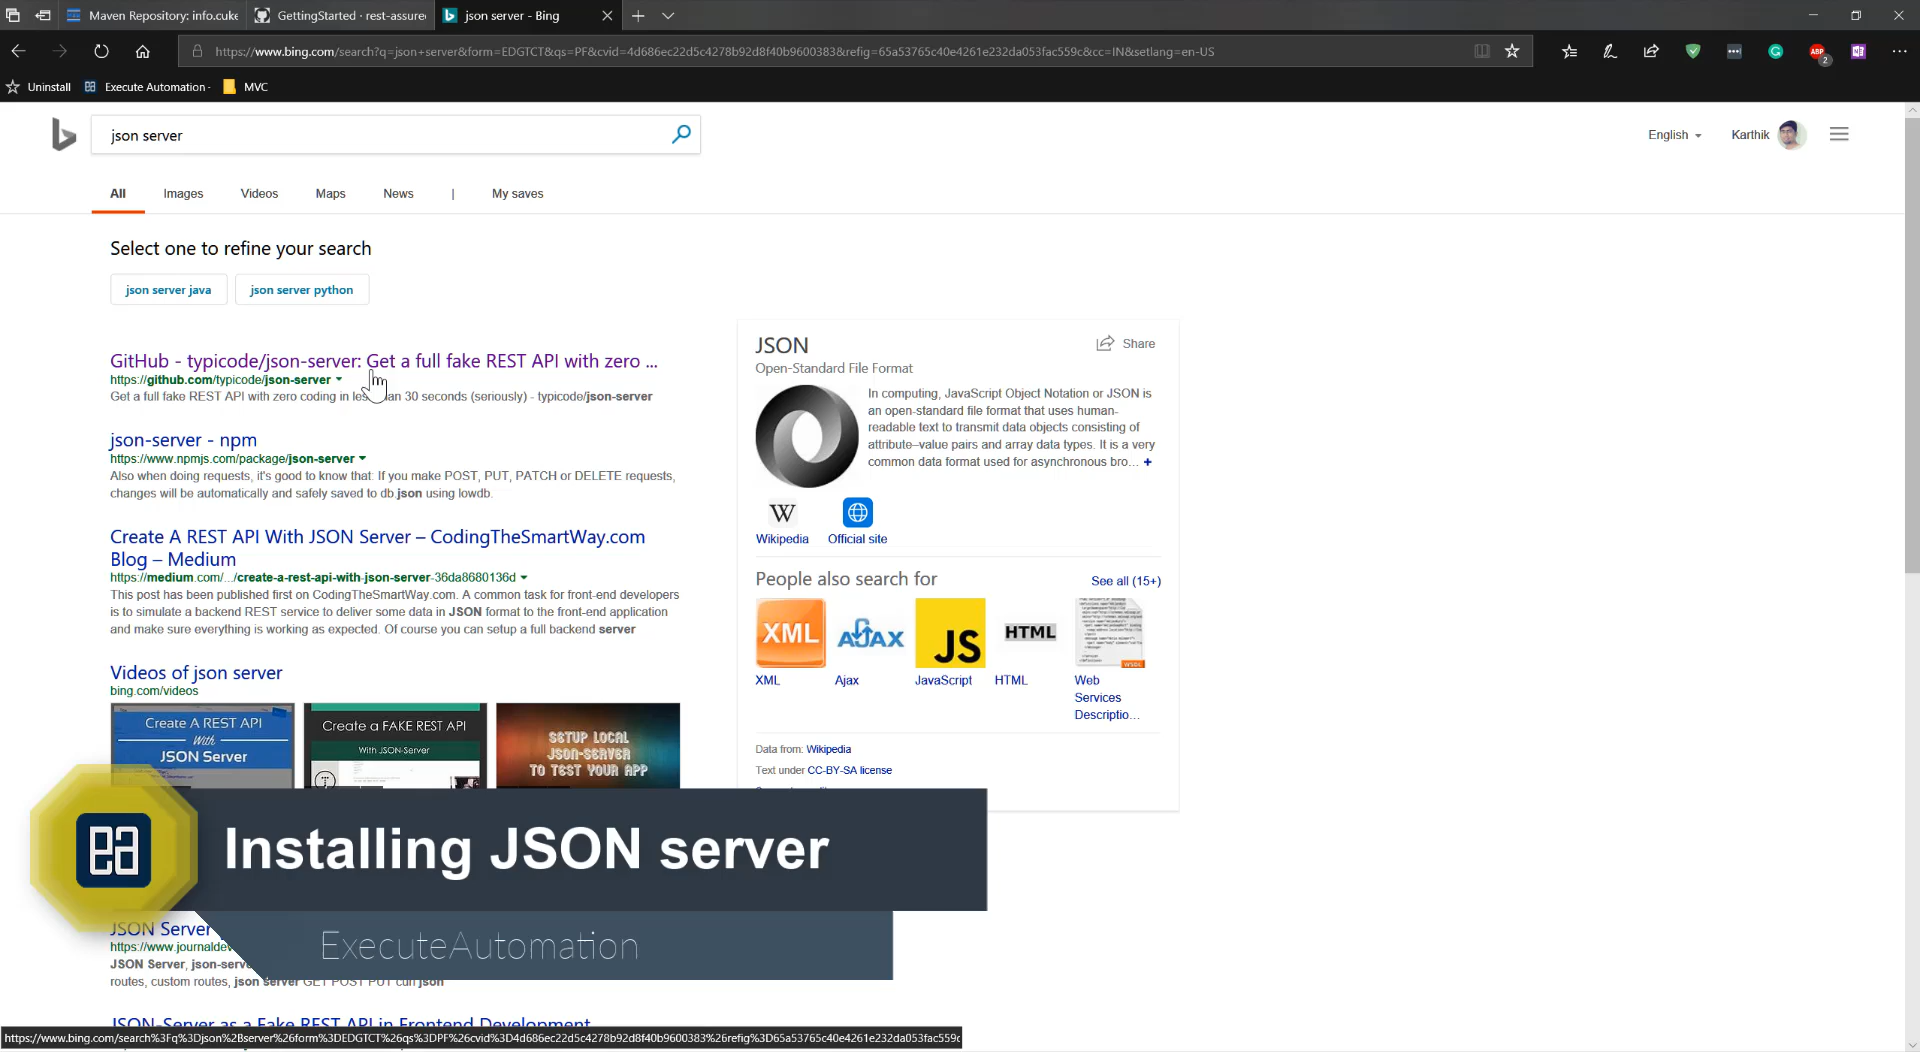 Maven Repository: info.cuke
GettingStarted · rest-assured
json server - Bing
https://www.bing.com/search?q=json+server&form=EDGTCT&qs=PF&cvid=4d686ec22d5c4278b92d8f40b9600383&refig=65a53765c40e4261e232da053fac559c&cc=IN&setlang=en-US
ABP
2
N
Uninstall
Execute Automation -
MVC
json server
English
Karthik
All
Images
Videos
Maps
News
|
My saves
Select one to refine your search
json server java
json server python
GitHub - typicode/json-server: Get a full fake REST API with zero ...
https://github.com/typicode/json-server
Get a full fake REST API with zero coding in less than 30 seconds (seriously) - typicode/json-server
json-server - npm
https://www.npmjs.com/package/json-server
Also when doing requests, it's good to know that: If you make POST, PUT, PATCH or DELETE requests,
changes will be automatically and safely saved to db.json using lowdb.
Create A REST API With JSON Server – CodingTheSmartWay.com
Blog – Medium
https://medium.com/.../create-a-rest-api-with-json-server-36da8680136d
This post has been published first on CodingTheSmartWay.com. A common task for front-end developers
is to simulate a backend REST service to deliver some data in JSON format to the front-end application
and make sure everything is working as expected. Of course you can setup a full backend server
Videos of json server
bing.com/videos
Create A REST API
With
JSON Server
Create a FAKE REST API
With JSON-Server
SETUP LOCAL
JSON-SERVER
TO TEST YOUR APP
JSON
Share
Open-Standard File Format
In computing, JavaScript Object Notation or JSON is
an open-standard file format that uses human-
readable text to transmit data objects consisting of
attribute–value pairs and array data types. It is a very
common data format used for asynchronous bro... +
W
Wikipedia
Official site
People also search for
See all (15+)
XML
AJAX
JS
HTML
XML
Ajax
JavaScript
HTML
Web
Services
Descriptio...
Data from: Wikipedia
Text under CC-BY-SA license
ea
Installing JSON server
ExecuteAutomation
JSON Server
https://www.journaldev
JSON Server, json-serve
routes, custom routes, json server GET POST PUT curl json
JSON-Server as a Fake REST API in Frontend Development
https://www.bing.com/search%3Fq%3Djson%2Bserver%26form%3DEDGTCT%26qs%3DPF%26cvid%3D4d686ec22d5c4278b92d8f40b9600383%26refig%3D65a53765c40e4261e232da053fac559c